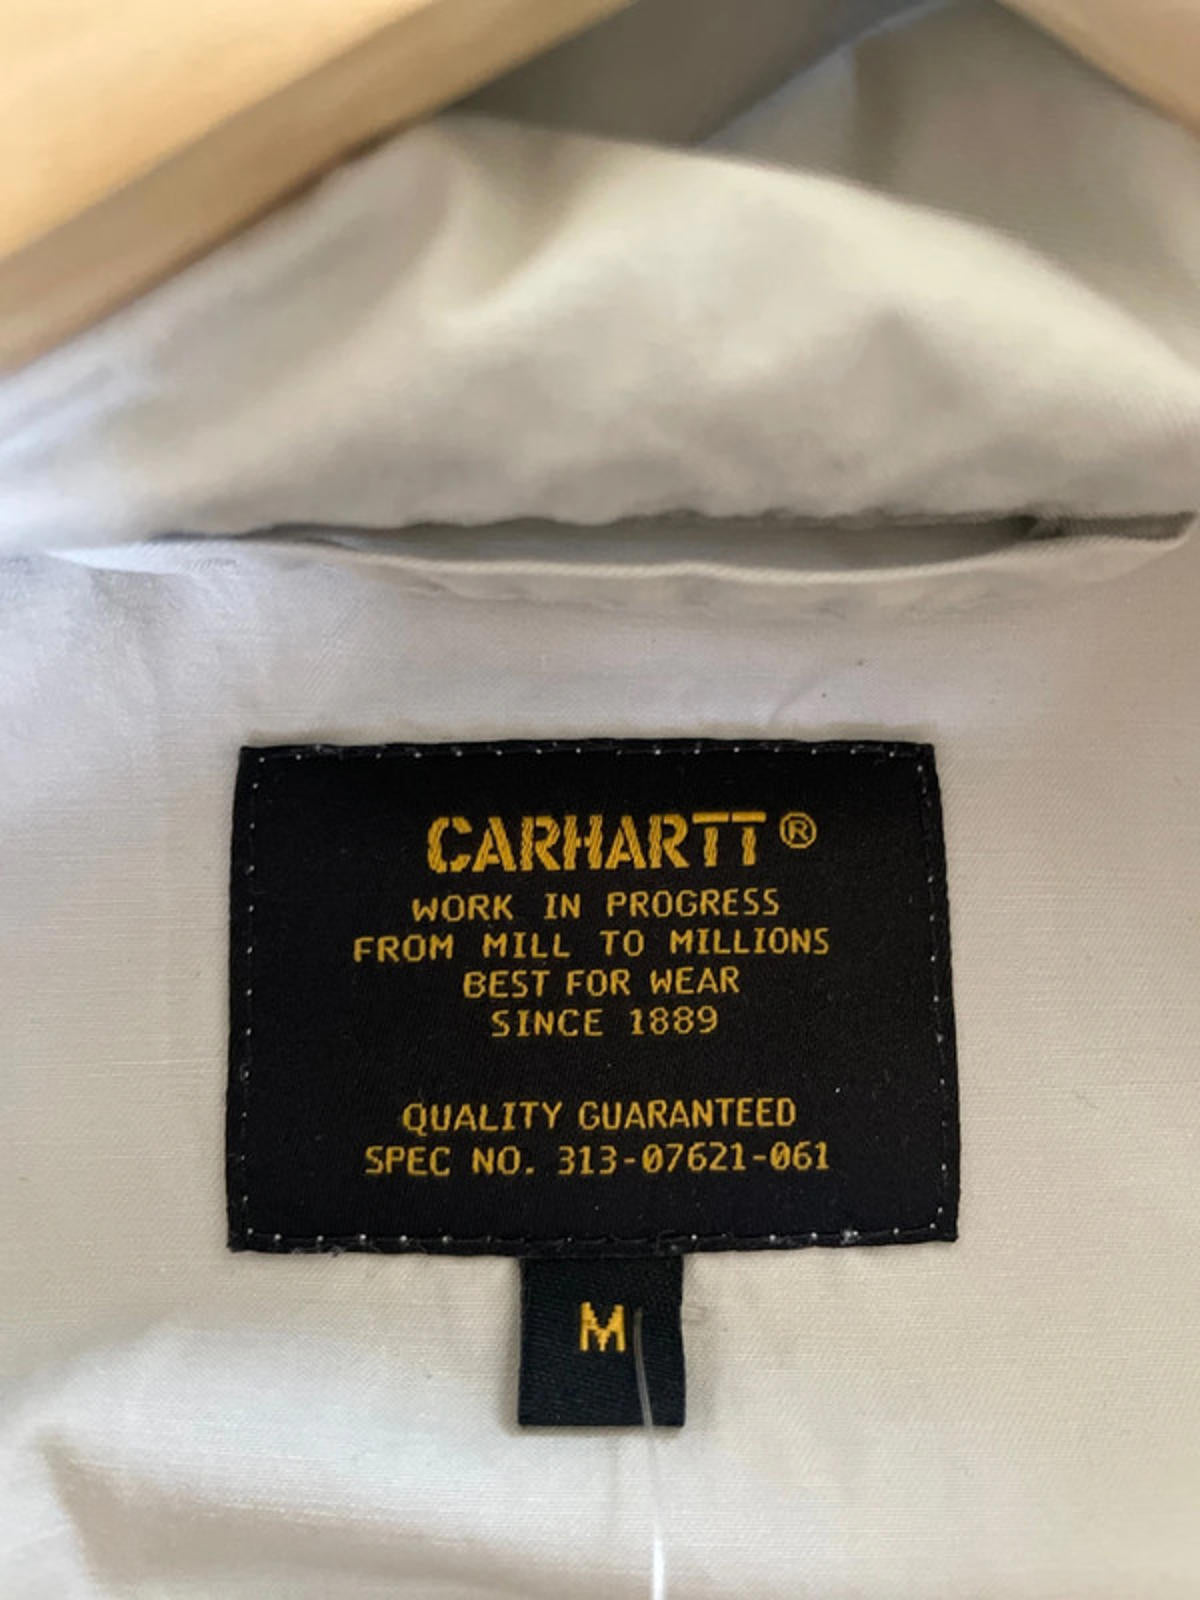 CARHARTT®
WORK IN PROGRESS
FROM MILL TO MILLIONS
BEST FOR WEAR
SINCE 1889
QUALITY GUARANTEED
SPEC NO. 313-07621-061
M